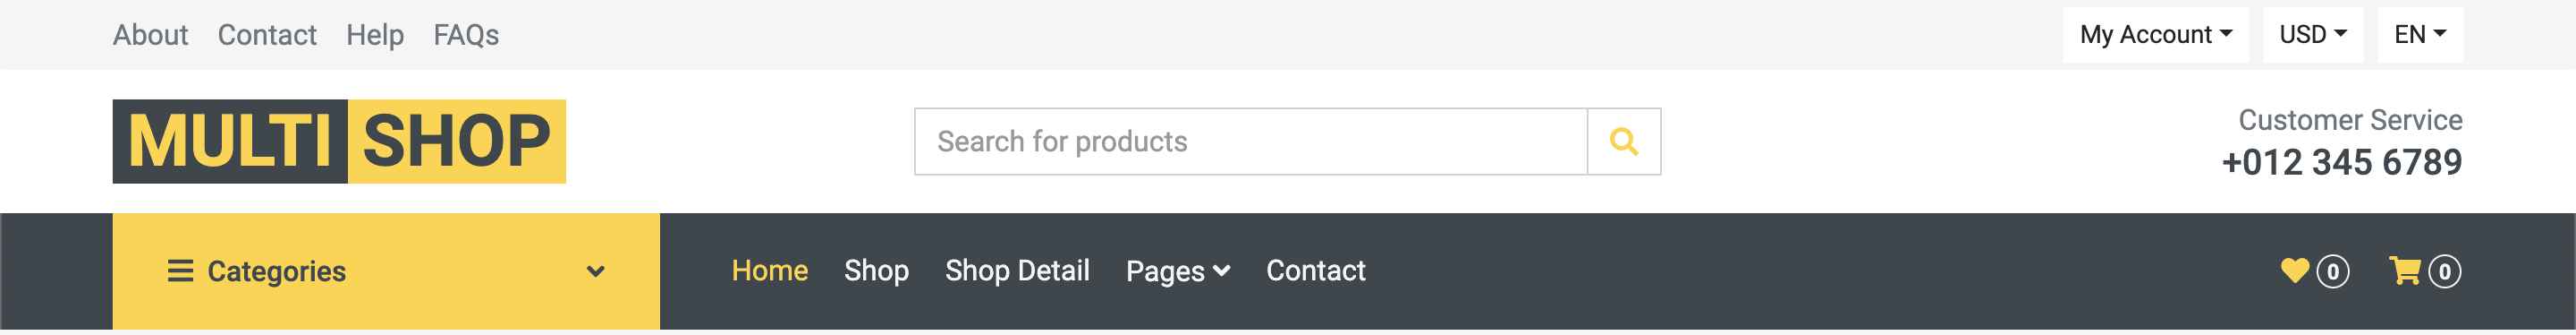 About Contact Help FAQs My Account USD EN
MULTI SHOP
Search for products
Customer Service
+012 345 6789
Categories Home Shop Shop Detail Pages Contact 0 0